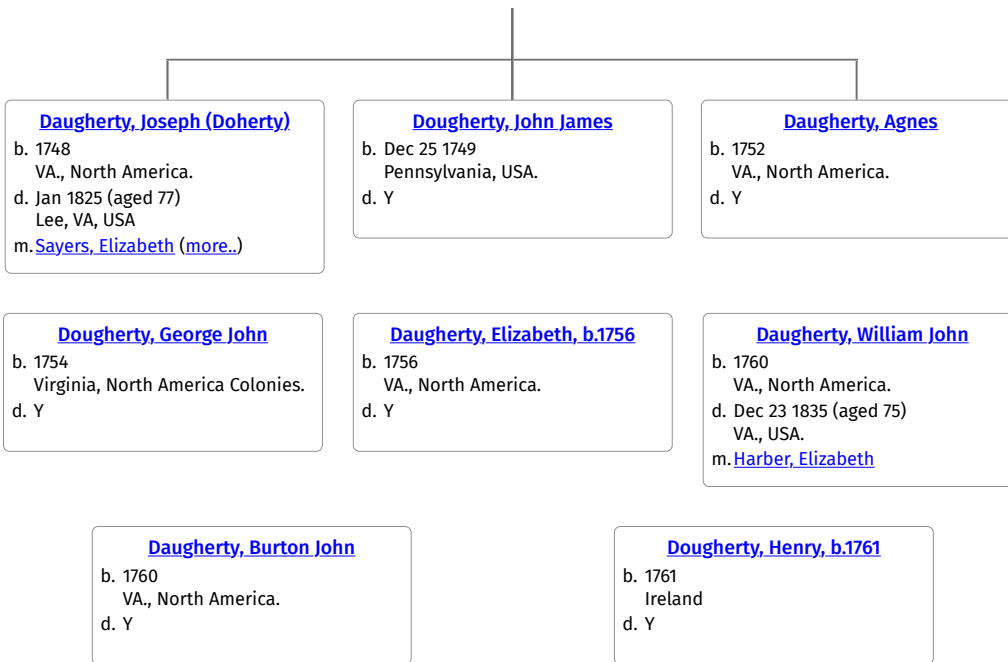 Daugherty, Joseph (Doherty)
b. 1748
VA., North America.
d. Jan 1825 (aged 77)
Lee, VA, USA
m. Sayers, Elizabeth (more..)
Dougherty, John James
b. Dec 25 1749
Pennsylvania, USA.
d. Y
Daugherty, Agnes
b. 1752
VA., North America.
d. Y
Dougherty, George John
b. 1754
Virginia, North America Colonies.
d. Y
Daugherty, Elizabeth, b.1756
b. 1756
VA., North America.
d. Y
Daugherty, William John
b. 1760
VA., North America.
d. Dec 23 1835 (aged 75)
VA., USA.
m. Harber, Elizabeth
Daugherty, Burton John
b. 1760
VA., North America.
d. Y
Dougherty, Henry, b.1761
b. 1761
Ireland
d. Y